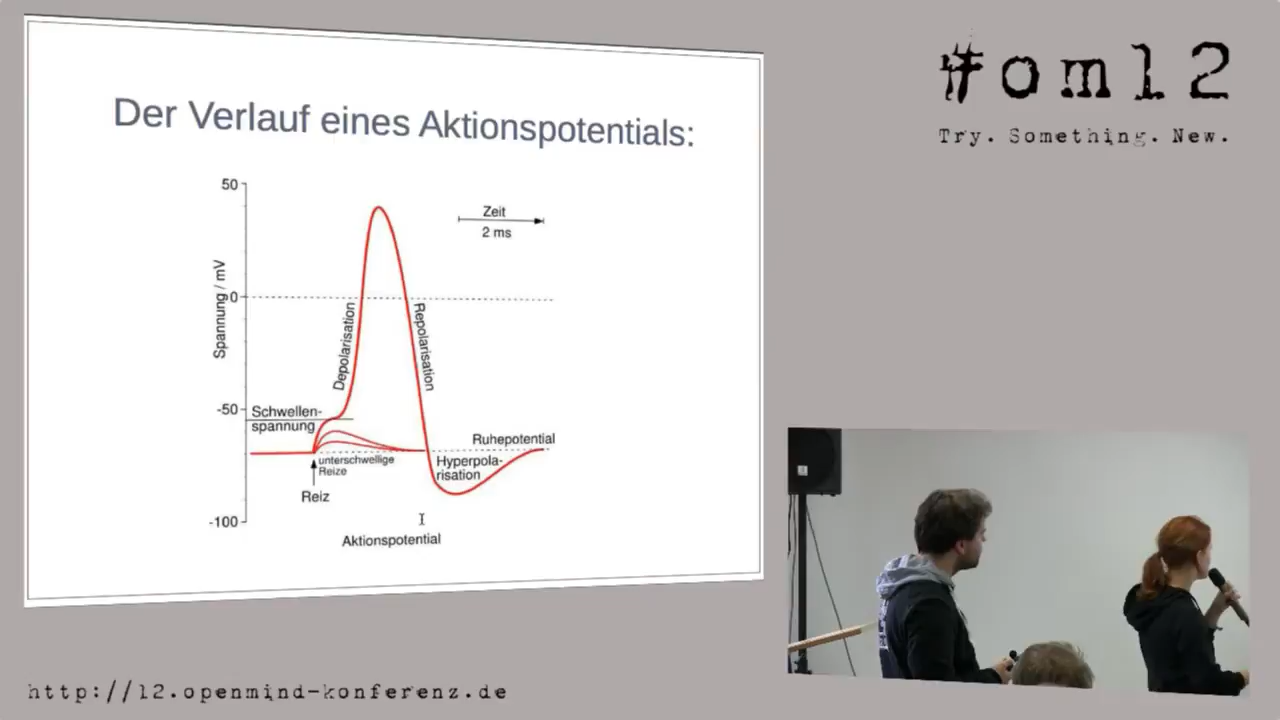 Der Verlauf eines Aktionspotentials:
50
0
-50
-100
Spannung / mV
Zeit
2 ms
Depolarisation
Repolarisation
Schwellen-
spannung
unterschwellige
Reize
Reiz
Ruhepotential
Hyperpola-
risation
Aktionspotential
#om12
Try. Something. New.
http://12.openmind-konferenz.de